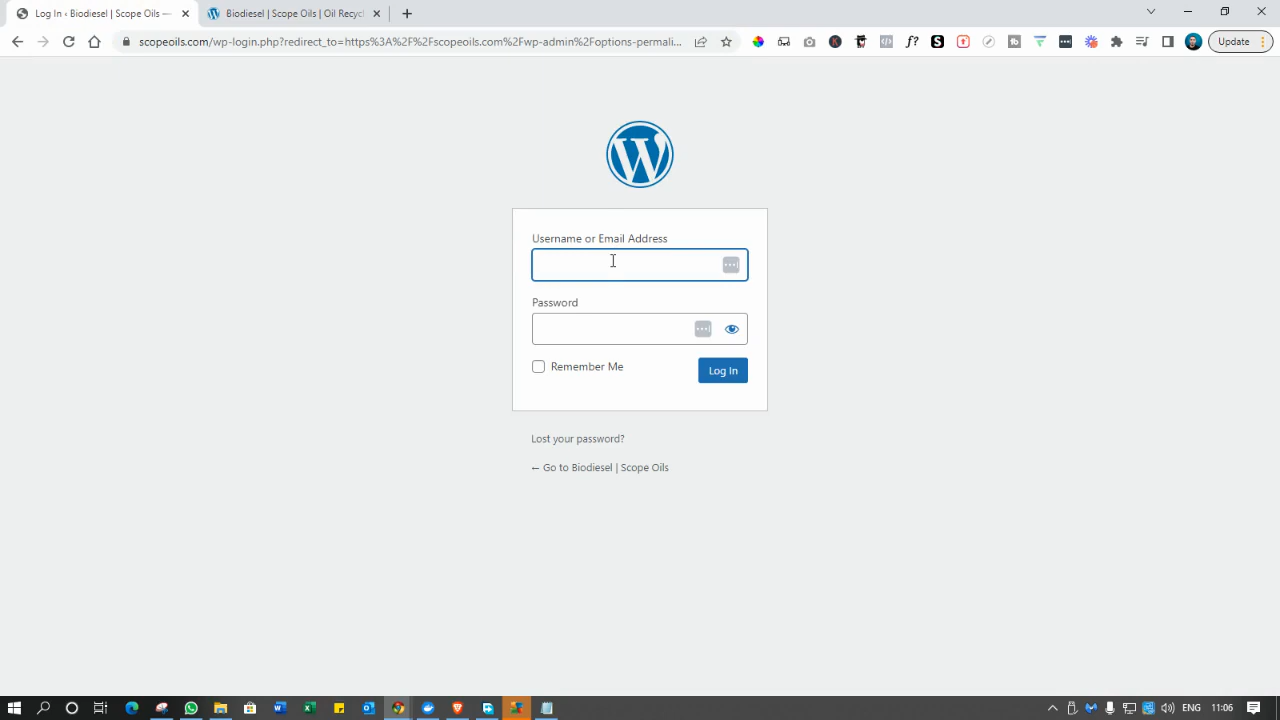 Log In ‹ Biodiesel | Scope Oils —
Biodiesel | Scope Oils | Oil Recycl
scopeoils.com/wp-login.php?redirect_to=https%3A%2F%2Fscopeoils.com%2Fwp-admin%2Foptions-permali...
Update
Username or Email Address
Password
Remember Me
Log In
Lost your password?
← Go to Biodiesel | Scope Oils
ENG
11:06